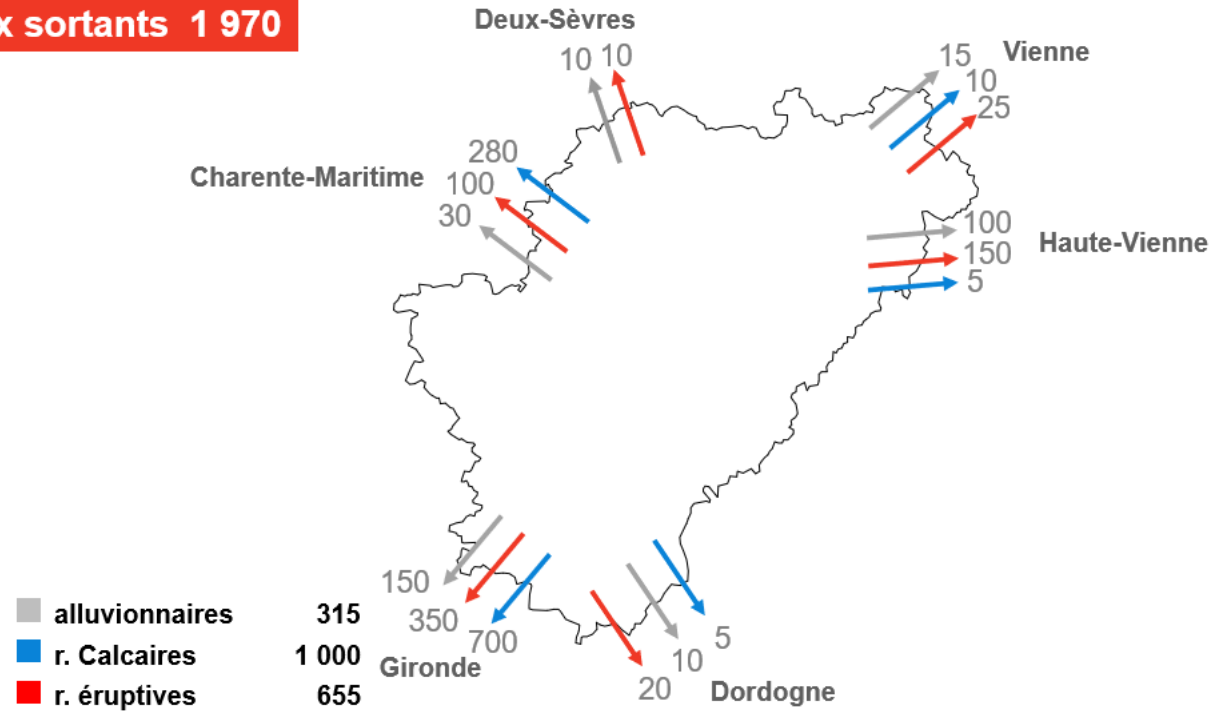 x sortants 1 970
Deux-Sèvres
10 10
15 Vienne
10
25
280
Charente-Maritime 100
30
100
150 Haute-Vienne
5
150
350
700
Gironde
5
10
20 Dordogne
alluvionnaires 315
r. Calcaires 1 000
r. éruptives 655